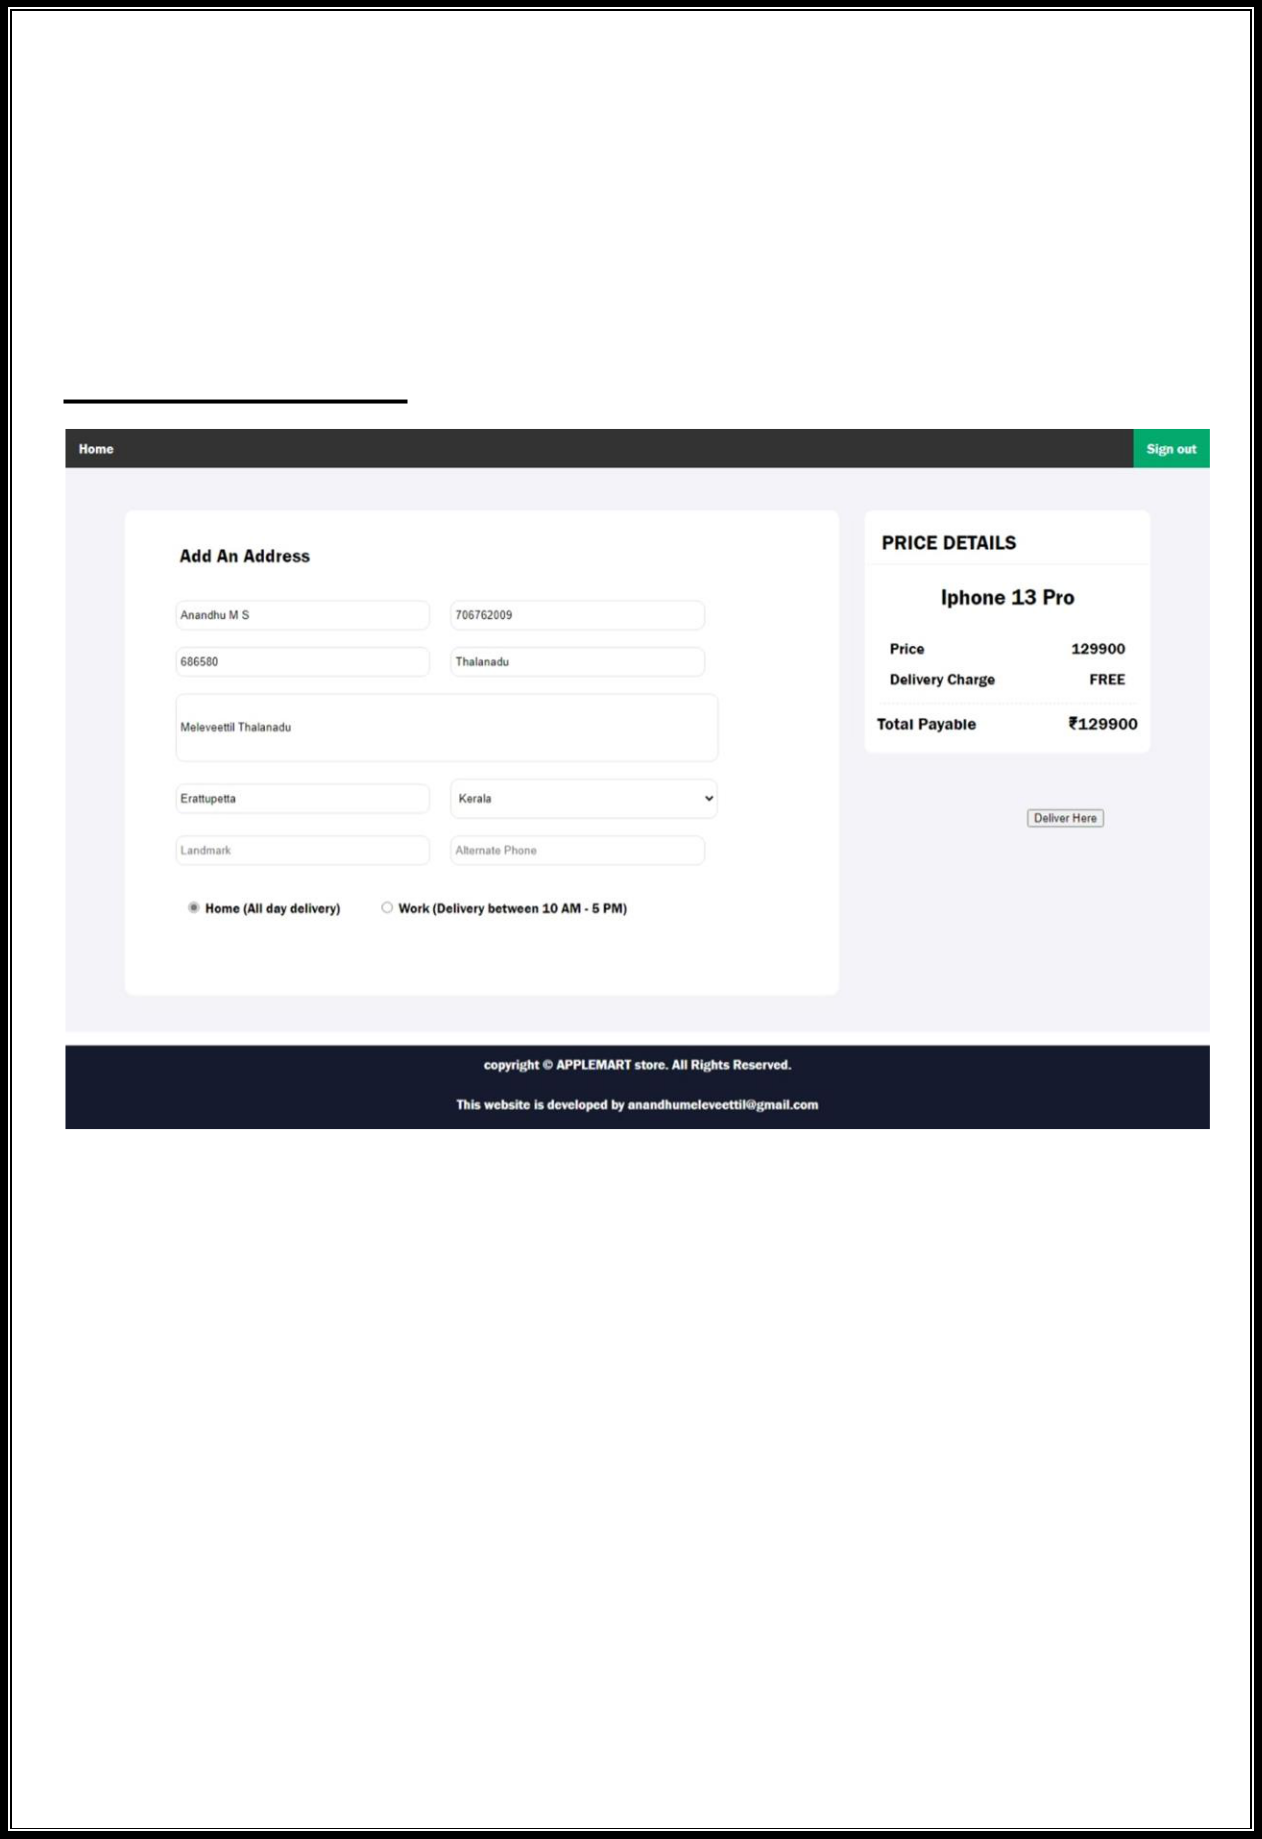 Home Sign out
Add An Address
Anandhu M S 706762009
686580 Thalanadu
Meleveettil Thalanadu
Erattupetta Kerala
Landmark Alternate Phone
Home (All day delivery) Work (Delivery between 10 AM - 5 PM)
PRICE DETAILS
Iphone 13 Pro
Price 129900
Delivery Charge FREE
Total Payable ₹129900
Deliver Here
copyright © APPLEMART store. All Rights Reserved.
This website is developed by anandhumeleveettil@gmail.com